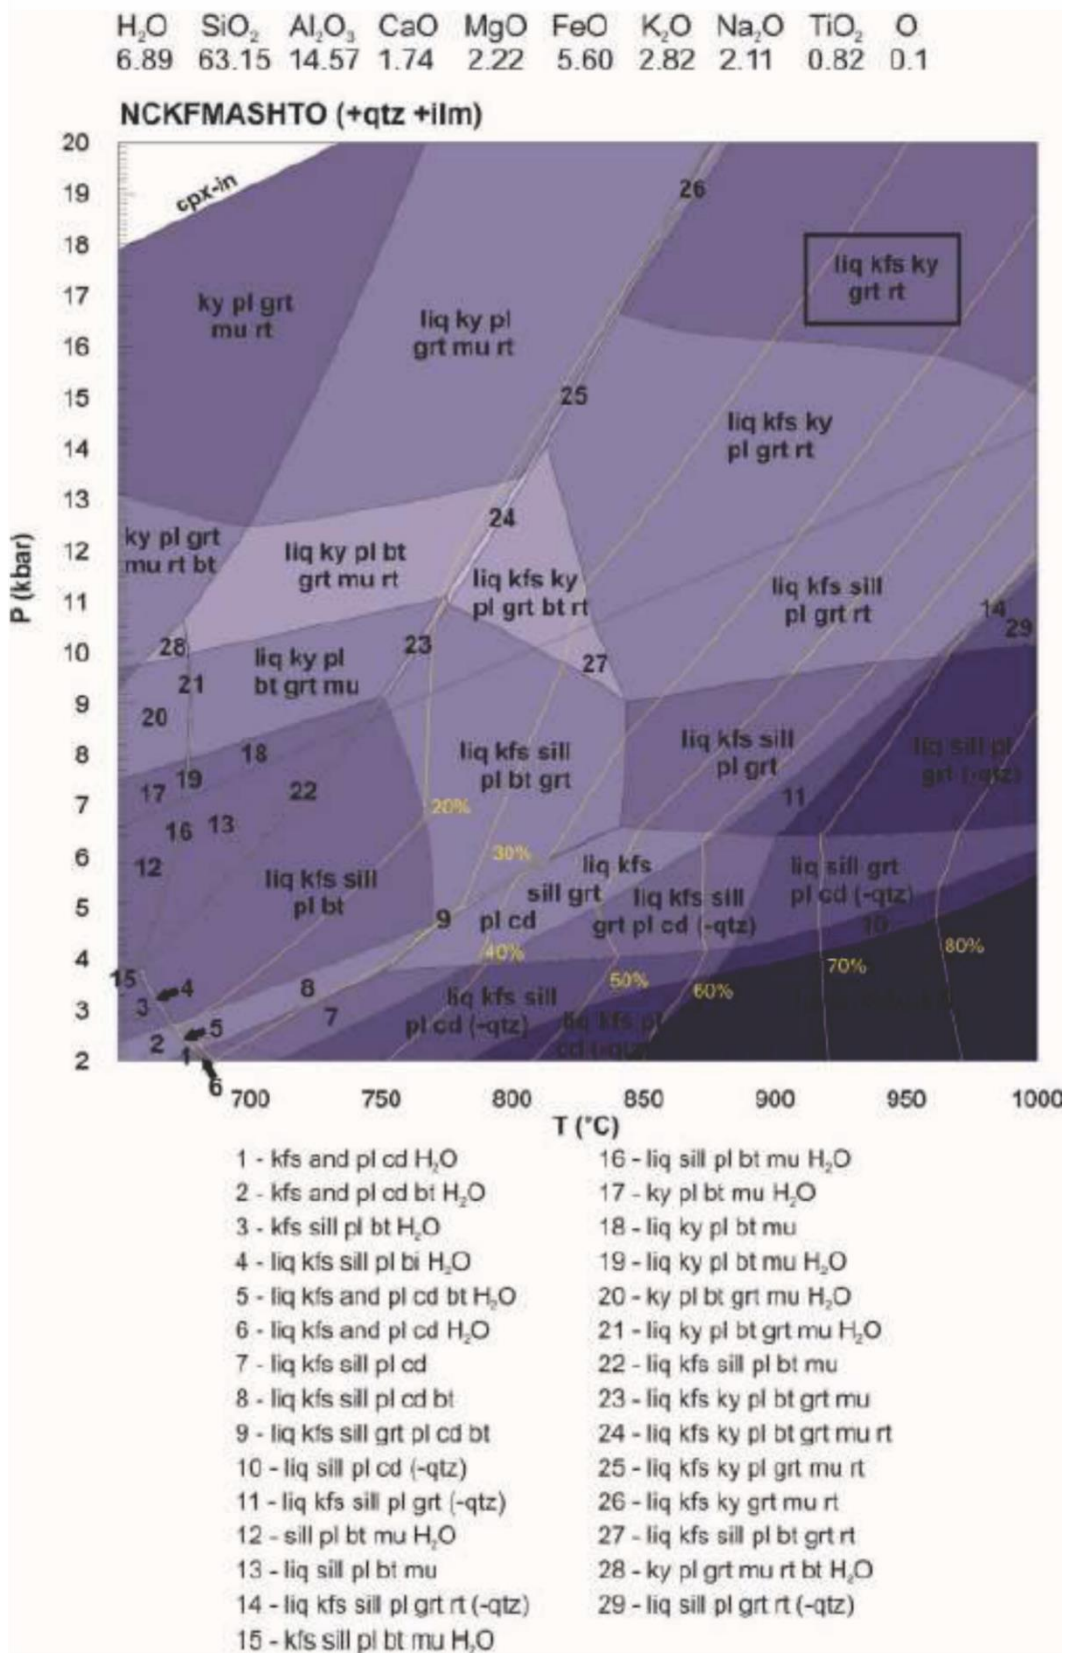 H₂O SiO₂ Al₂O₃ CaO MgO FeO K₂O Na₂O TiO₂ O
6.89 63.15 14.57 1.74 2.22 5.60 2.82 2.11 0.82 0.1
NCKFMASHTO (+qtz +ilm)
20
19
18
17
16
15
14
13
12
11
10
9
8
7
6
5
4
3
2
P (kbar)
cpx-in
26
liq kfs ky
grt rt
ky pl grt
mu rt
liq ky pl
grt mu rt
25
liq kfs ky
pl grt rt
24
ky pl grt
mu rt bt
liq ky pl bt
grt mu rt
liq kfs ky
pl grt bt rt
liq kfs sill
pl grt rt
14
29
28
23
27
21
liq ky pl
bt grt mu
20
18
liq kfs sill
pl bt grt
liq kfs sill
pl grt
liq sill pl
grt (-qtz)
19
17
22
11
20%
16
13
12
30%
liq kfs sill
pl bt
liq kfs
sill grt
pl cd
liq kfs sill
grt pl cd (-qtz)
liq sill grt
pl cd (-qtz)
10
9
40%
50%
60%
70%
80%
15
4
3
8
7
liq kfs sill
pl cd (-qtz)
liq kfs pl
cd (-qtz)
5
2
1
6
700 750 800 850 900 950 1000
T (°C)
1 - kfs and pl cd H₂O
2 - kfs and pl cd bt H₂O
3 - kfs sill pl bt H₂O
4 - liq kfs sill pl bi H₂O
5 - liq kfs and pl cd bt H₂O
6 - liq kfs and pl cd H₂O
7 - liq kfs sill pl cd
8 - liq kfs sill pl cd bt
9 - liq kfs sill grt pl cd bt
10 - liq sill pl cd (-qtz)
11 - liq kfs sill pl grt (-qtz)
12 - sill pl bt mu H₂O
13 - liq sill pl bt mu
14 - liq kfs sill pl grt rt (-qtz)
15 - kfs sill pl bt mu H₂O
16 - liq sill pl bt mu H₂O
17 - ky pl bt mu H₂O
18 - liq ky pl bt mu
19 - liq ky pl bt mu H₂O
20 - ky pl bt grt mu H₂O
21 - liq ky pl bt grt mu H₂O
22 - liq kfs sill pl bt mu
23 - liq kfs ky pl bt grt mu
24 - liq kfs ky pl bt grt mu rt
25 - liq kfs ky pl grt mu rt
26 - liq kfs ky grt mu rt
27 - liq kfs sill pl bt grt rt
28 - ky pl grt mu rt bt H₂O
29 - liq sill pl grt rt (-qtz)